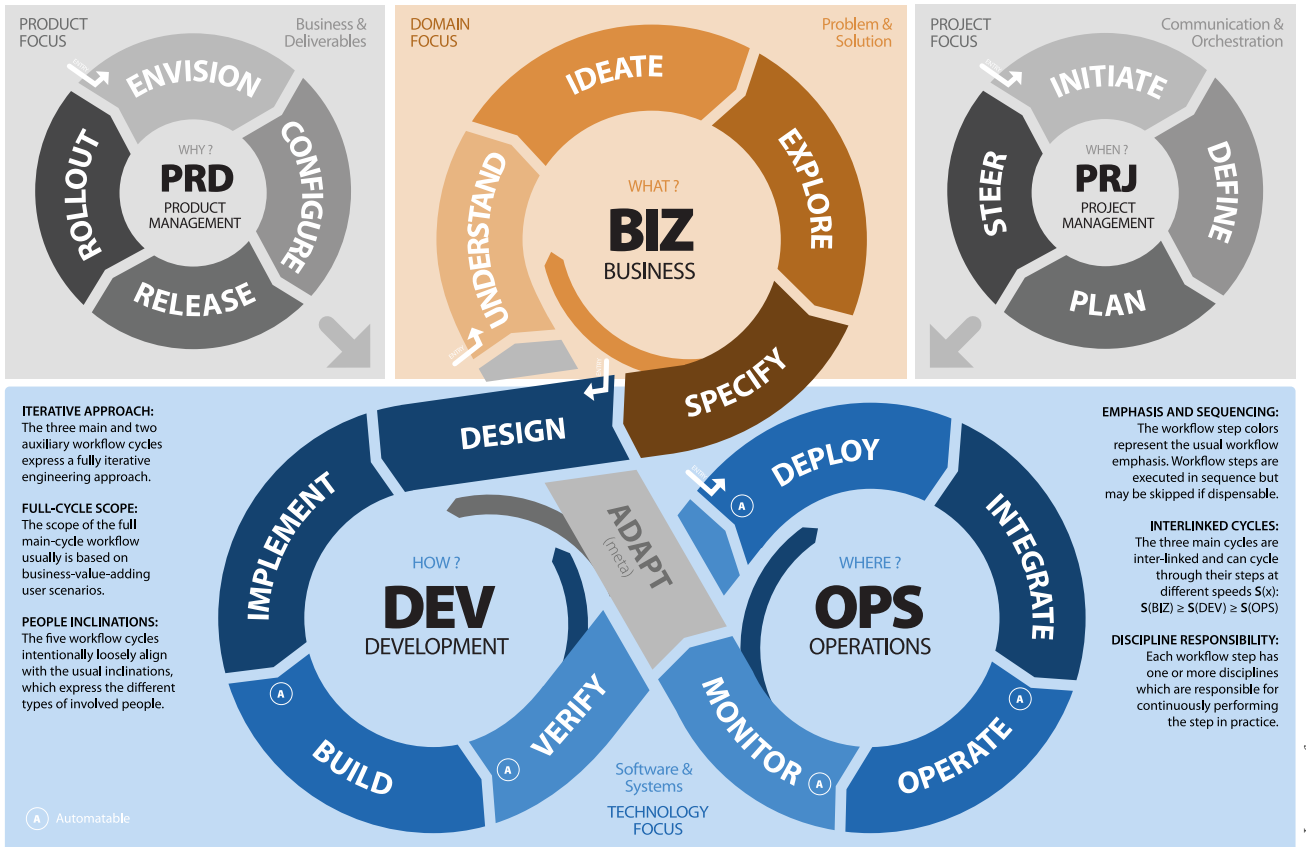 PRODUCT
FOCUS
Business &
Deliverables
ENTRY
ENVISION
CONFIGURE
RELEASE
ROLLOUT
WHY ?
PRD
PRODUCT
MANAGEMENT
DOMAIN
FOCUS
Problem &
Solution
ENTRY
UNDERSTAND
IDEATE
EXPLORE
SPECIFY
WHAT ?
BIZ
BUSINESS
PROJECT
FOCUS
Communication &
Orchestration
ENTRY
INITIATE
DEFINE
PLAN
STEER
WHEN ?
PRJ
PROJECT
MANAGEMENT
ITERATIVE APPROACH:
The three main and two
auxiliary workflow cycles
express a fully iterative
engineering approach.
FULL-CYCLE SCOPE:
The scope of the full
main-cycle workflow
usually is based on
business-value-adding
user scenarios.
PEOPLE INCLINATIONS:
The five workflow cycles
intentionally loosely align
with the usual inclinations,
which express the different
types of involved people.
A Automatable
ENTRY
DESIGN
IMPLEMENT
BUILD
A
VERIFY
A
HOW ?
DEV
DEVELOPMENT
ADAPT
(meta)
ENTRY
DEPLOY
A
INTEGRATE
OPERATE
A
MONITOR
A
WHERE ?
OPS
OPERATIONS
Software &
Systems
TECHNOLOGY
FOCUS
EMPHASIS AND SEQUENCING:
The workflow step colors
represent the usual workflow
emphasis. Workflow steps are
executed in sequence but
may be skipped if dispensable.
INTERLINKED CYCLES:
The three main cycles are
inter-linked and can cycle
through their steps at
different speeds S(x):
S(BIZ) ≥ S(DEV) ≥ S(OPS)
DISCIPLINE RESPONSIBILITY:
Each workflow step has
one or more disciplines
which are responsible for
continuously performing
the step in practice.